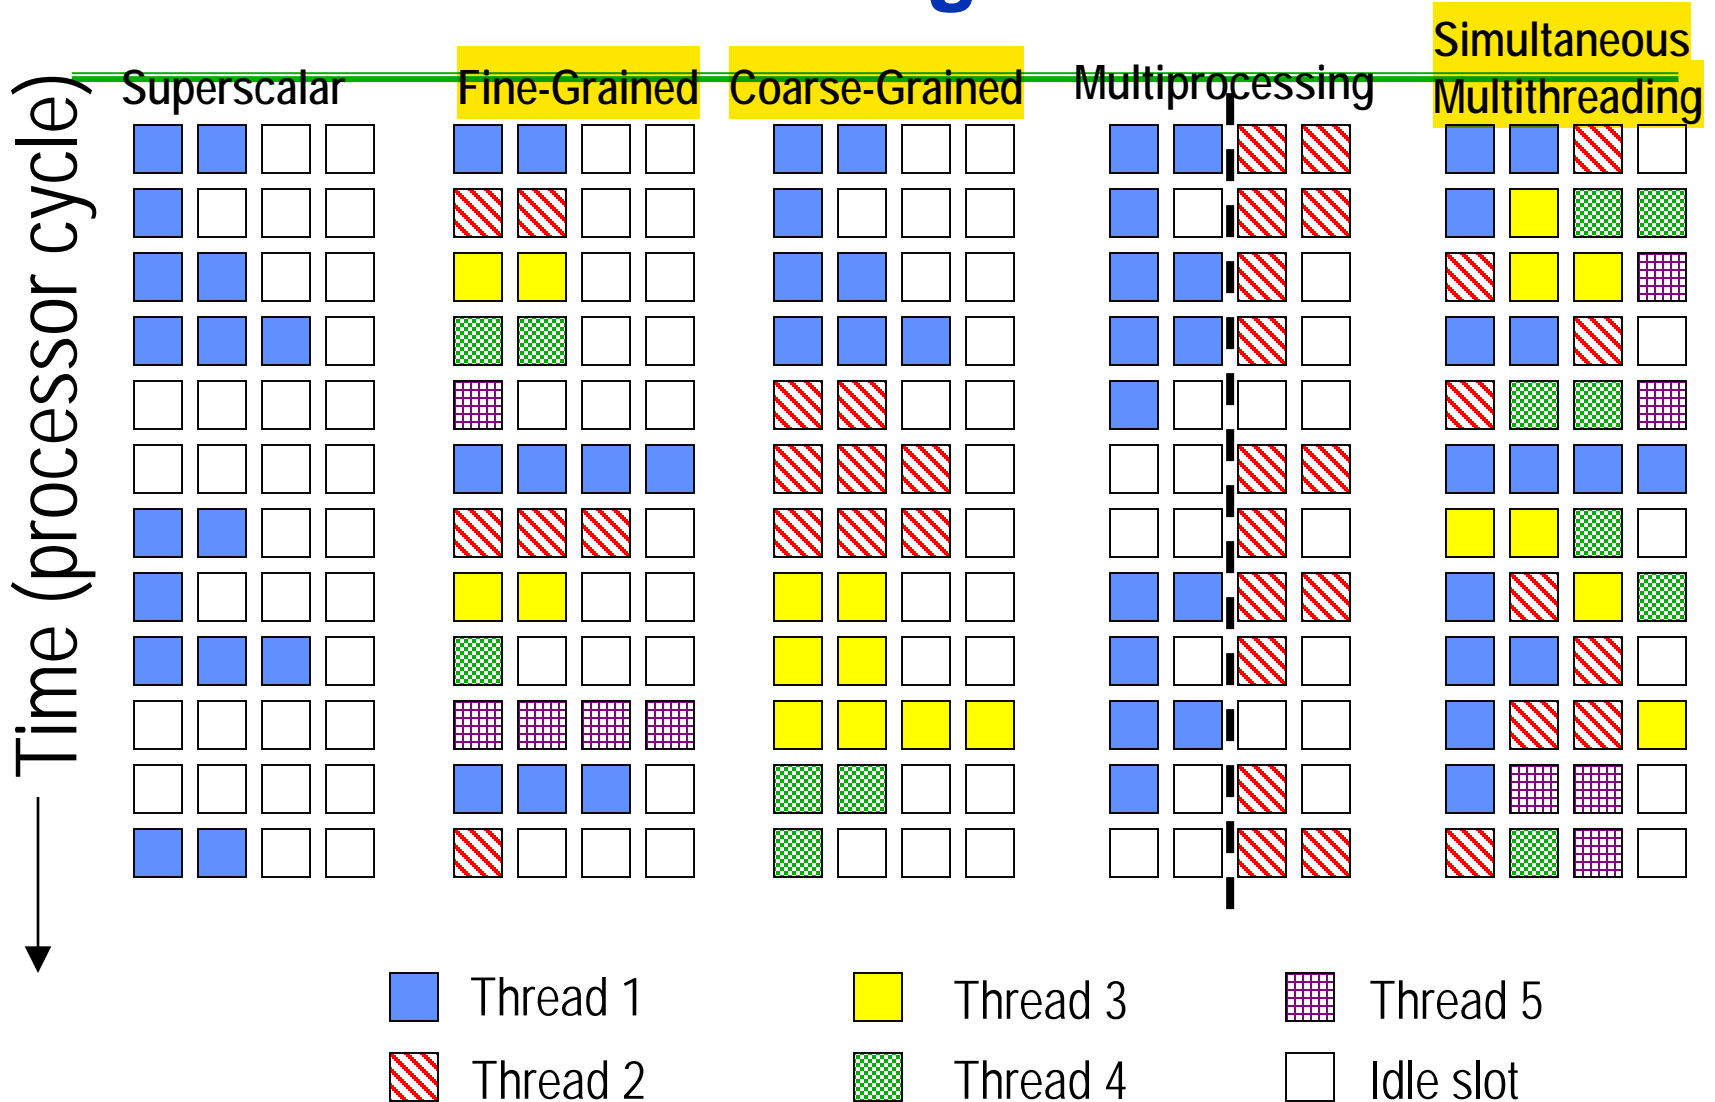 g
Superscalar
Fine-Grained
Coarse-Grained
Multiprocessing
Simultaneous
Multithreading
Time (processor cycle)
Thread 1
Thread 3
Thread 5
Thread 2
Thread 4
Idle slot